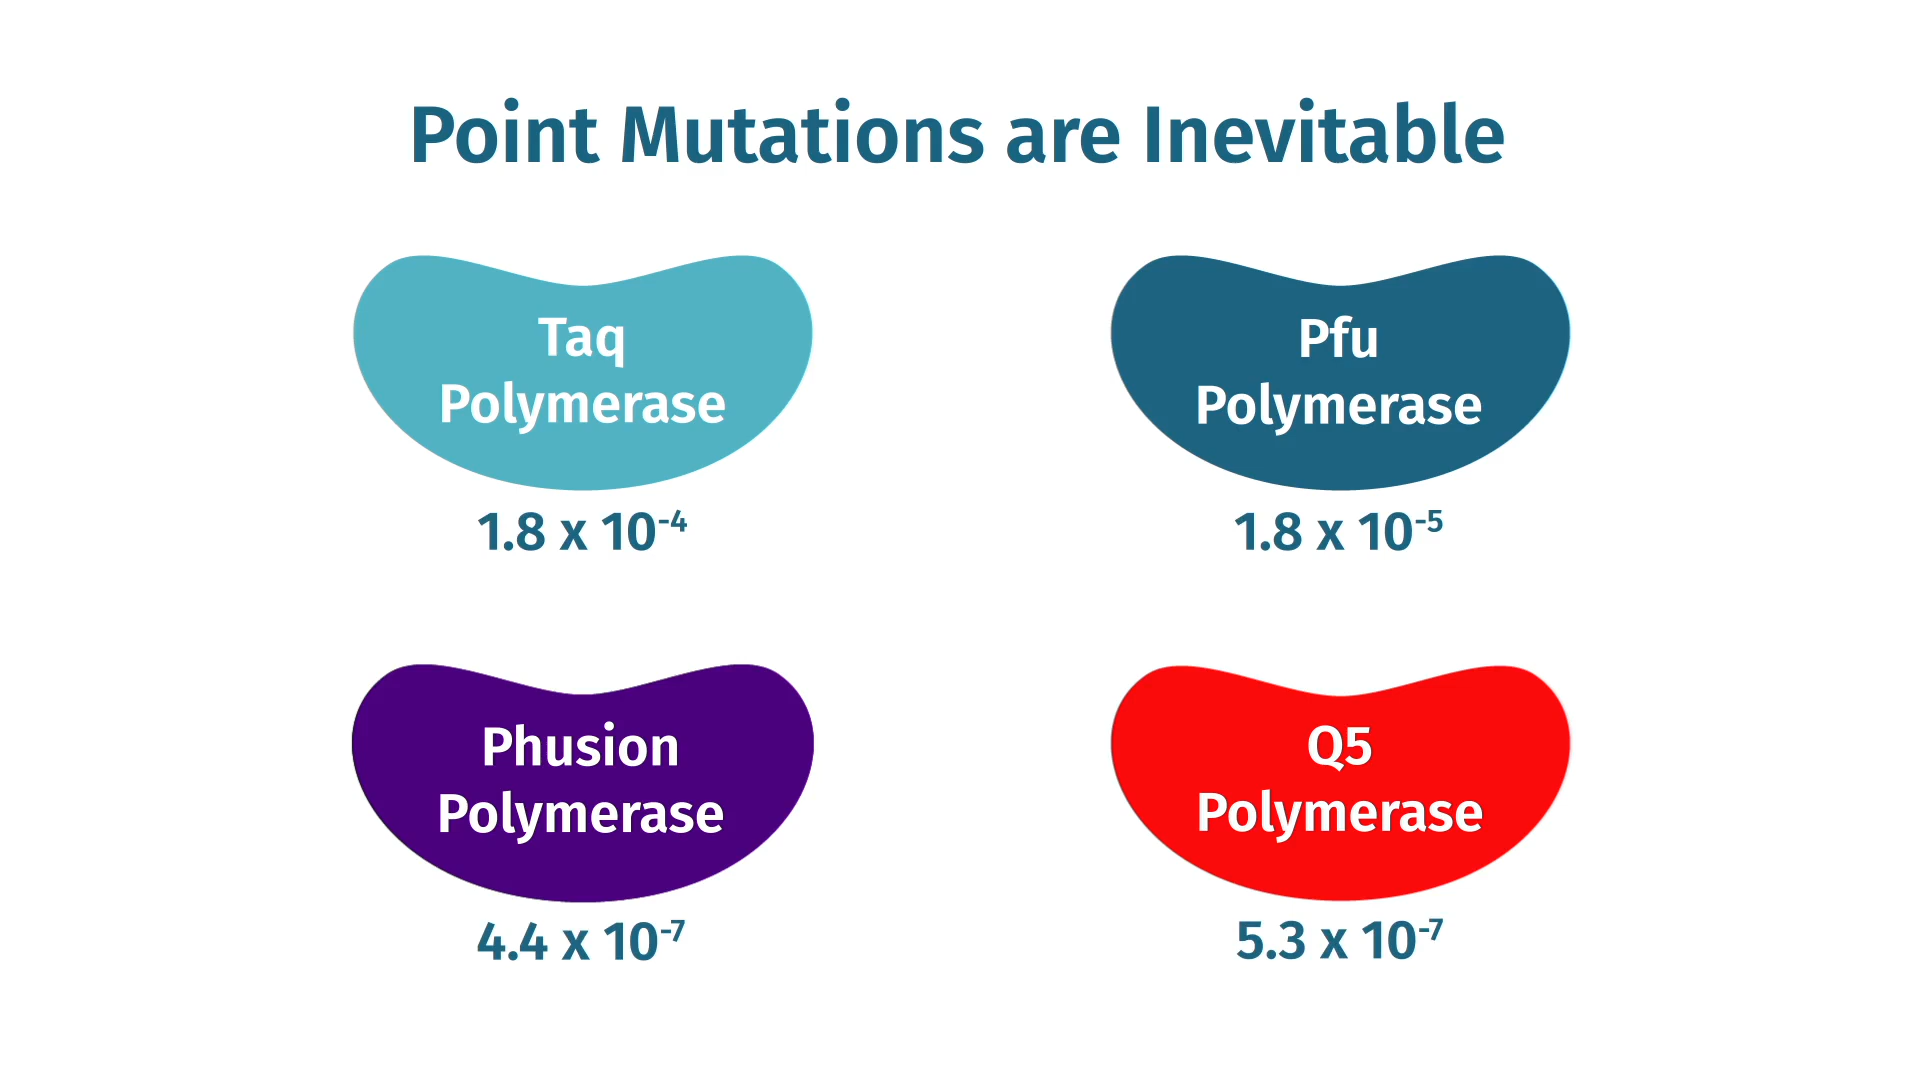 Point Mutations are Inevitable
Taq
Polymerase
1.8 x 10⁻⁴
Pfu
Polymerase
1.8 x 10⁻⁵
Phusion
Polymerase
4.4 x 10⁻⁷
Q5
Polymerase
5.3 x 10⁻⁷